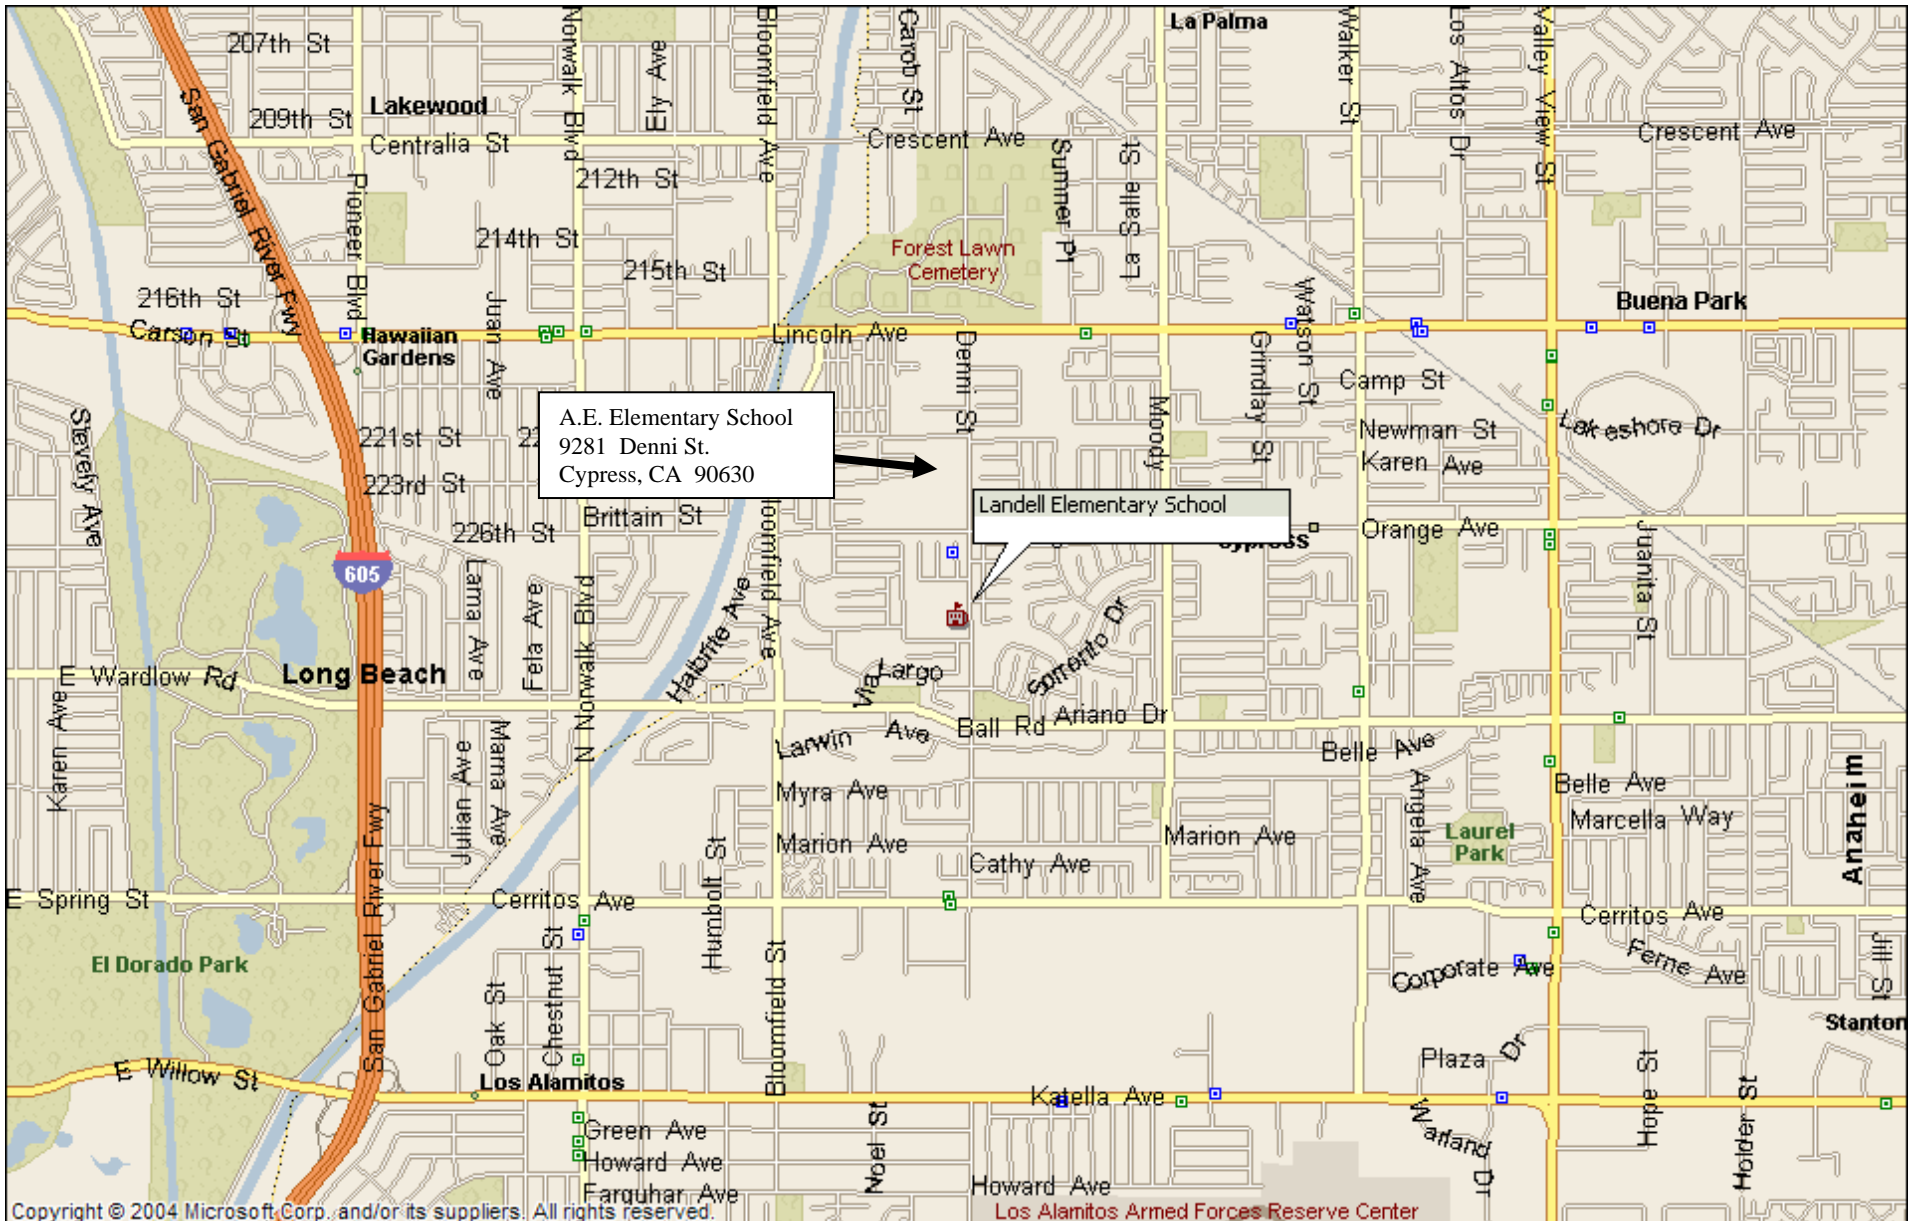 207th St
Norwalk Blvd
Ely Ave
Bloomfield Ave
Carob St
La Palma
Walker St
Los Altos Dr
Valley View St
San Gabriel River Fwy
Lakewood
209th St
Centralia St
Crescent Ave
Crescent Ave
Pioneer Blvd
212th St
Sumner Pl
La Salle St
214th St
215th St
Forest Lawn
Cemetery
216th St
Juan Ave
Watson St
Buena Park
Carson St
Hawaiian
Gardens
Lincoln Ave
Denni St
Grindlay St
Camp St
A.E. Elementary School
9281 Denni St.
Cypress, CA 90630
Moody
Stevely Ave
221st St
Newman St
Lakeshore Dr
Karen Ave
223rd St
Landell Elementary School
Brittain St
226th St
Orange Ave
Cypress
605
Juanita St
Lama Ave
Fela Ave
N Norwalk Blvd
Halbrite Ave
Bloomfield Ave
Sorrento Dr
E Wardlow Rd
Long Beach
Via Largo
Karen Ave
Ariano Dr
Ball Rd
Larwin Ave
Belle Ave
Julian Ave
Marna Ave
Myra Ave
Angela Ave
Belle Ave
Anaheim
Marcella Way
Laurel
Park
Marion Ave
Marion Ave
Cathy Ave
Humbolt St
San Gabriel River Fwy
E Spring St
Cerritos Ave
Cerritos Ave
El Dorado Park
Oak St
Chestnut St
Bloomfield St
Corporate Ave
Ferne Ave
Jill St
Stanton
Plaza Dr
E Willow St
Los Alamitos
Katella Ave
Hope St
Holder St
Warland Dr
Green Ave
Noel St
Howard Ave
Howard Ave
Farquhar Ave
Copyright © 2004 Microsoft Corp. and/or its suppliers. All rights reserved.
Los Alamitos Armed Forces Reserve Center